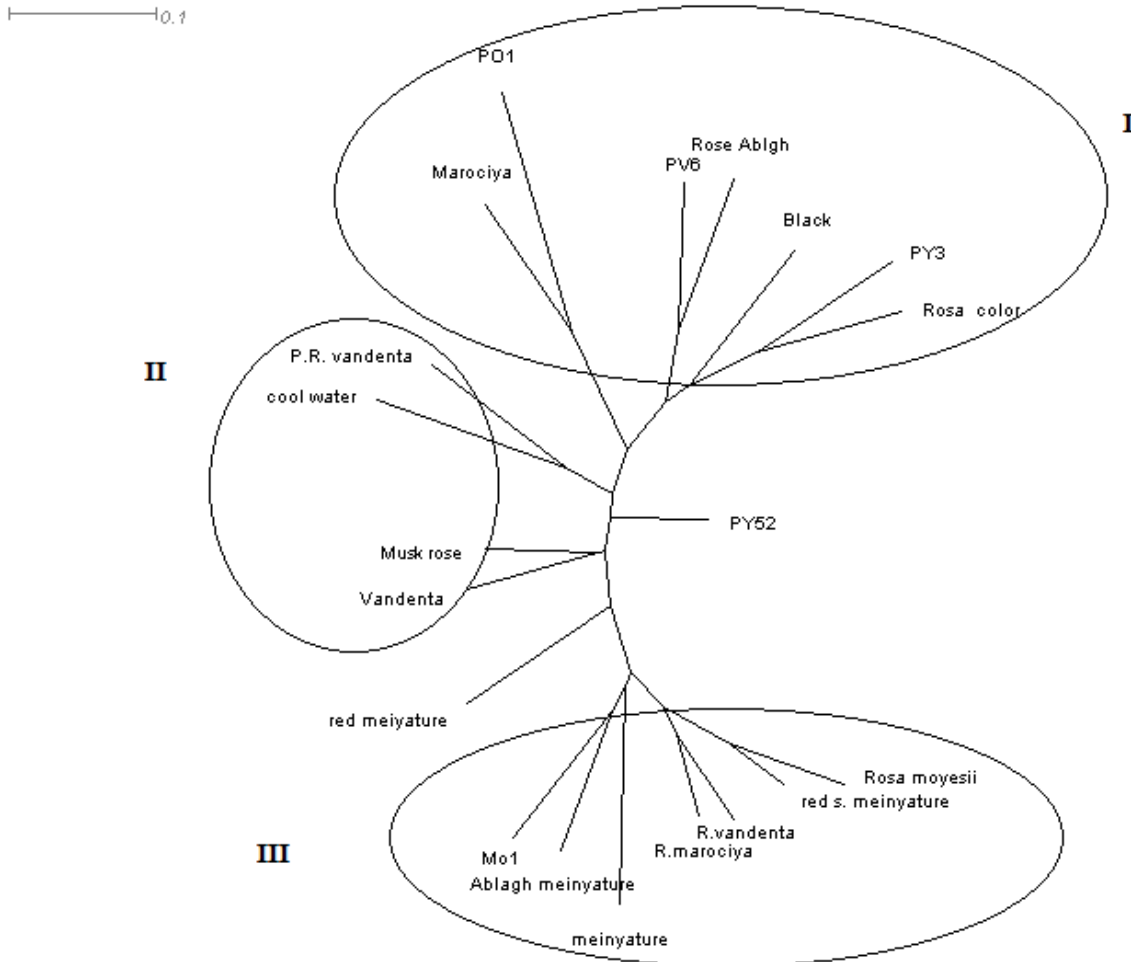 0.1
PO1
I
Rose Ablgh
PV6
Marociya
Black
PY3
Rosa color
P.R. vandenta
II
cool water
PY52
Musk rose
Vandenta
red meiyature
Rosa moyesii
red s. meinyature
R.vandenta
R.marociya
III
Mo1
Ablagh meinyature
meinyature